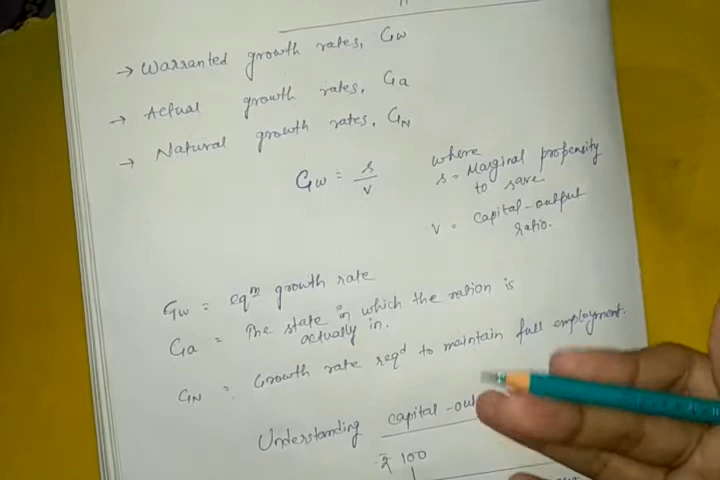 → Warranted growth rates, Gw
→ Actual growth rates, Ga
→ Natural growth rates, GN
Gw = s/v
where
s = Marginal propensity
to save
v = capital-output
ratio.
Gw = eqm growth rate
Ga = The state in which the nation is
actually in.
GN = Growth rate reqd to maintain full employment.
Understanding capital-out
₹ 100